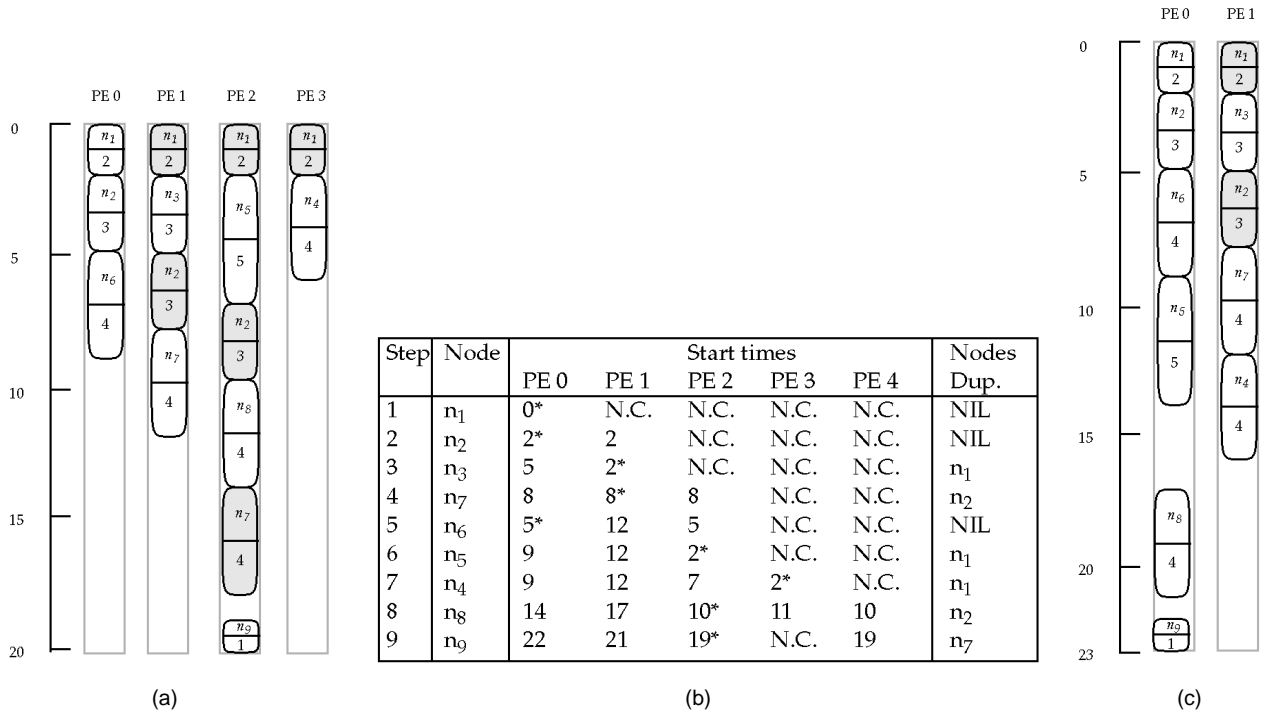 PE 0 PE 1 PE 2 PE 3
0
n1 n1 n1 n1
2 2 2 2
n2 n3 n5 n4
3 3 5 4
5
n6 n2 n2
4 3 3
n7 n8
10
4 4
15
n7
4
n9
1
20
(a)
Step Node Start times Nodes
PE 0 PE 1 PE 2 PE 3 PE 4 Dup.
1 n1 0* N.C. N.C. N.C. N.C. NIL
2 n2 2* 2 N.C. N.C. N.C. NIL
3 n3 5 2* N.C. N.C. N.C. n1
4 n7 8 8* 8 N.C. N.C. n2
5 n6 5* 12 5 N.C. N.C. NIL
6 n5 9 12 2* N.C. N.C. n1
7 n4 9 12 7 2* N.C. n1
8 n8 14 17 10* 11 10 n2
9 n9 22 21 19* N.C. 19 n7
(b)
PE 0 PE 1
0
n1 n1
2 2
n2 n3
3 3
5
n6 n2
4 3
n7
10
n5 4
5 n4
4
15
n8
4
20
n9
1
23
(c)